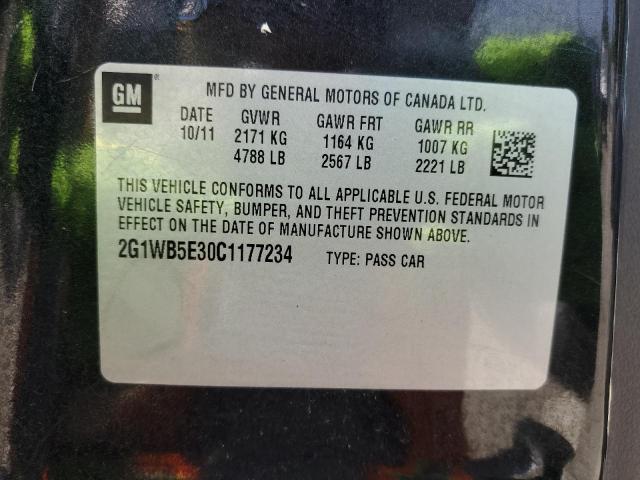 GM ®
MFD BY GENERAL MOTORS OF CANADA LTD.
DATE GVWR GAWR FRT GAWR RR
10/11 2171 KG 1164 KG 1007 KG
4788 LB 2567 LB 2221 LB
THIS VEHICLE CONFORMS TO ALL APPLICABLE U.S. FEDERAL MOTOR
VEHICLE SAFETY, BUMPER, AND THEFT PREVENTION STANDARDS IN
EFFECT ON THE DATE OF MANUFACTURE SHOWN ABOVE.
2G1WB5E30C1177234 TYPE: PASS CAR